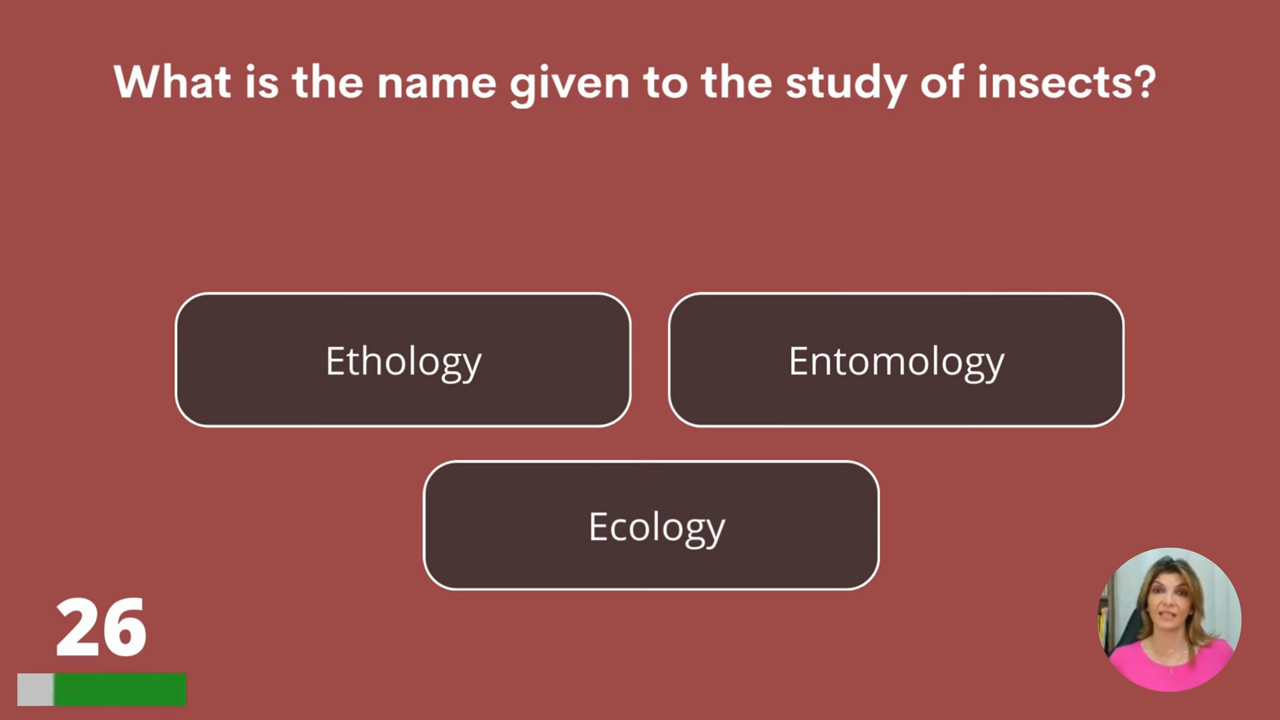 What is the name given to the study of insects?
Ethology
Entomology
Ecology
26